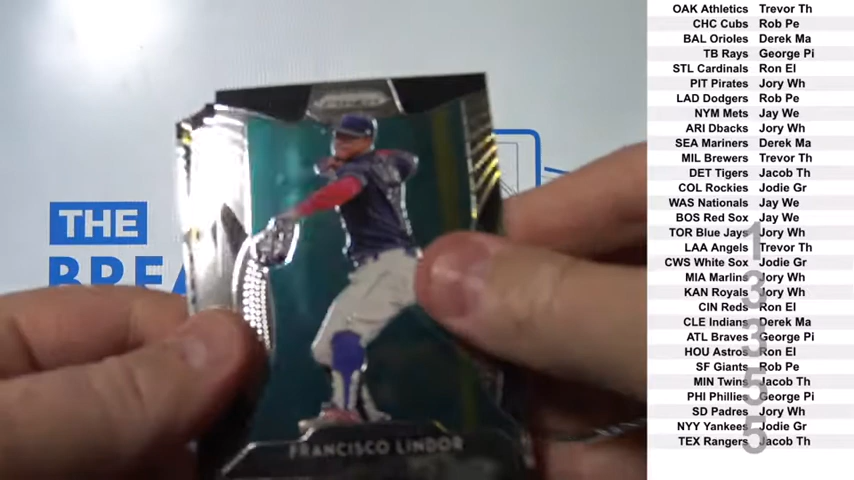 THE
BREA
PRIZM
FRANCISCO LINDOR
OAK Athletics Trevor Th
CHC Cubs Rob Pe
BAL Orioles Derek Ma
TB Rays George Pi
STL Cardinals Ron El
PIT Pirates Jory Wh
LAD Dodgers Rob Pe
NYM Mets Jay We
ARI Dbacks Jory Wh
SEA Mariners Derek Ma
MIL Brewers Trevor Th
DET Tigers Jacob Th
COL Rockies Jodie Gr
WAS Nationals Jay We
BOS Red Sox Jay We
TOR Blue Jays Jory Wh
LAA Angels Trevor Th
CWS White Sox Jodie Gr
MIA Marlins Jory Wh
KAN Royals Jory Wh
CIN Reds Ron El
CLE Indians Derek Ma
ATL Braves George Pi
HOU Astros Ron El
SF Giants Rob Pe
MIN Twins Jacob Th
PHI Phillies George Pi
SD Padres Jory Wh
NYY Yankees Jodie Gr
TEX Rangers Jacob Th